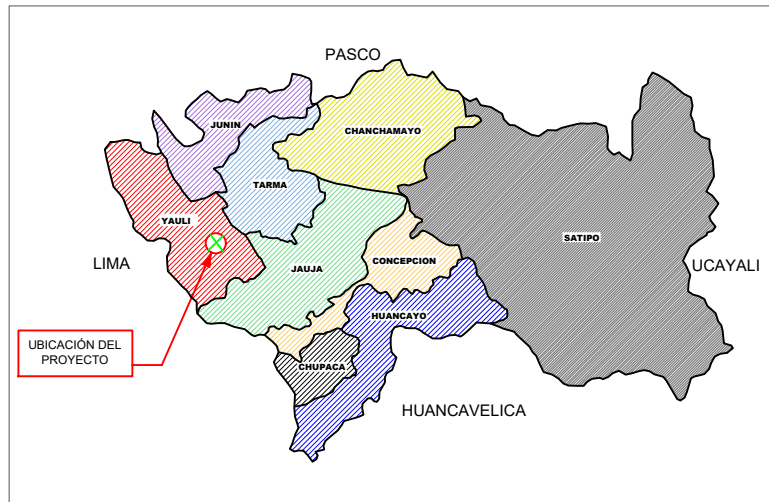 PASCO
JUNIN
CHANCHAMAYO
TARMA
YAULI
SATIPO
LIMA
CONCEPCION
JAUJA
UCAYALI
HUANCAYO
UBICACIÓN DEL
PROYECTO
CHUPACA
HUANCAVELICA